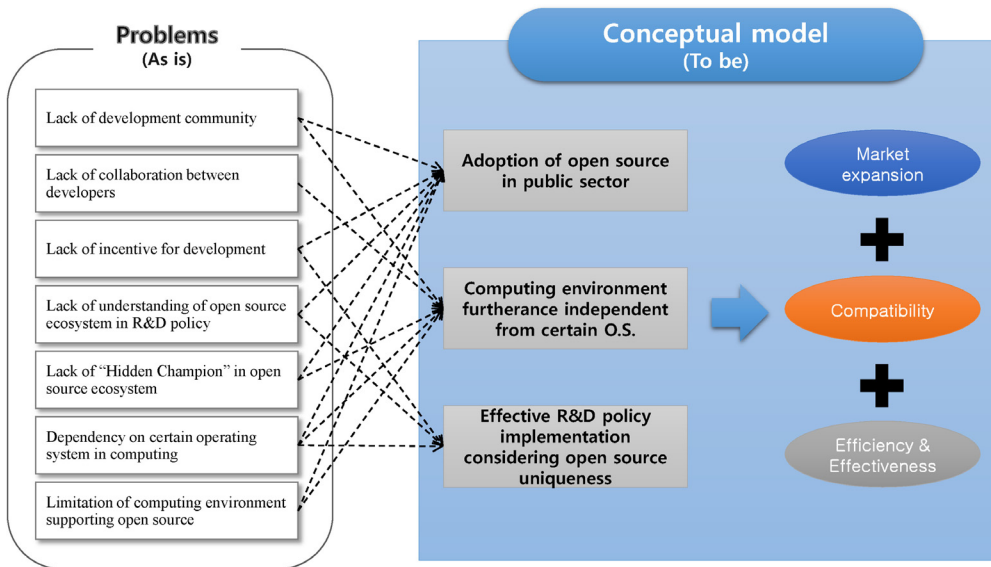 Problems
(As is)
Lack of development community
Lack of collaboration between
developers
Lack of incentive for development
Lack of understanding of open source
ecosystem in R&D policy
Lack of “Hidden Champion” in open
source ecosystem
Dependency on certain operating
system in computing
Limitation of computing environment
supporting open source
Conceptual model
(To be)
Adoption of open source
in public sector
Computing environment
furtherance independent
from certain O.S.
Effective R&D policy
implementation
considering open source
uniqueness
Market
expansion
Compatibility
Efficiency &
Effectiveness